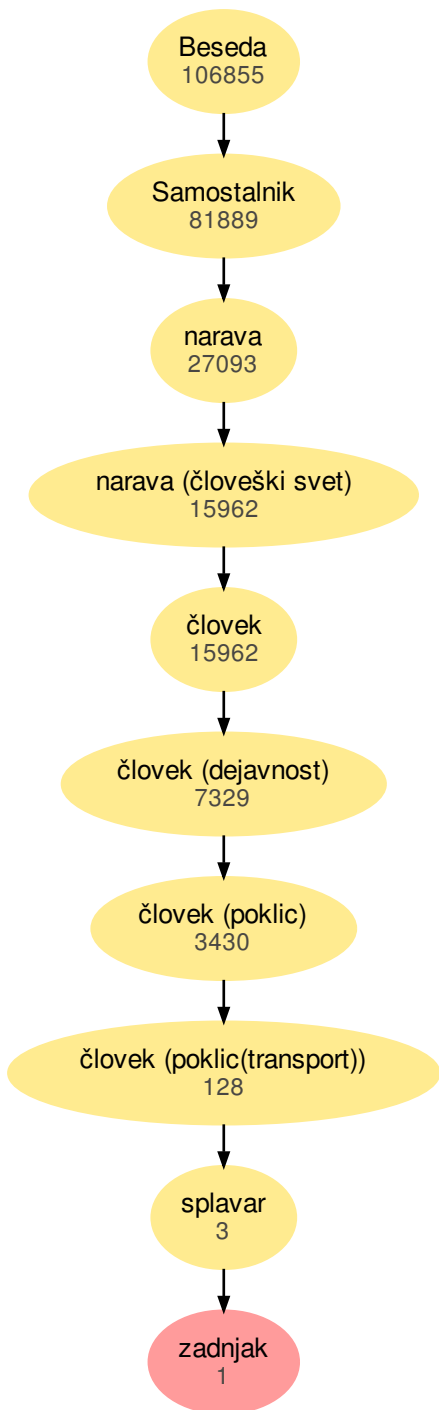 Beseda
106855
Samostalnik
81889
narava
27093
narava (človeški svet)
15962
človek
15962
človek (dejavnost)
7329
človek (poklic)
3430
človek (poklic(transport))
128
splavar
3
zadnjak
1